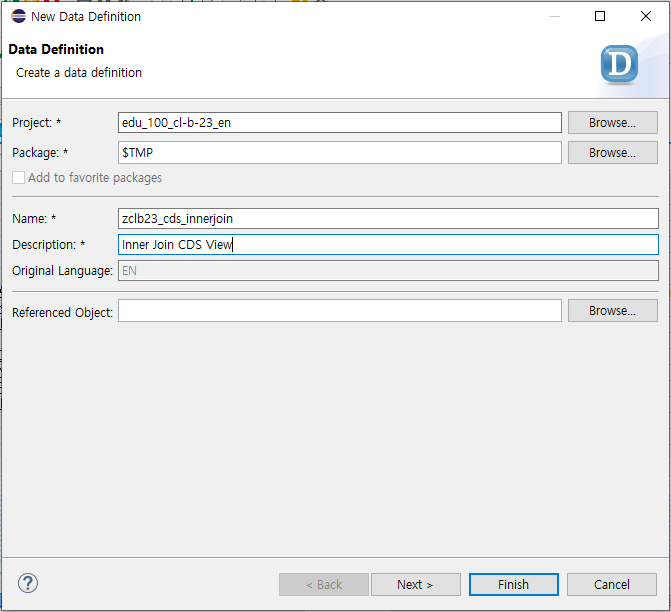 New Data Definition
Data Definition
Create a data definition
D
Project: * edu_100_cl-b-23_en Browse...
Package: * $TMP Browse...
Add to favorite packages
Name: * zclb23_cds_innerjoin
Description: * Inner Join CDS View
Original Language: EN
Referenced Object: Browse...
? < Back Next > Finish Cancel